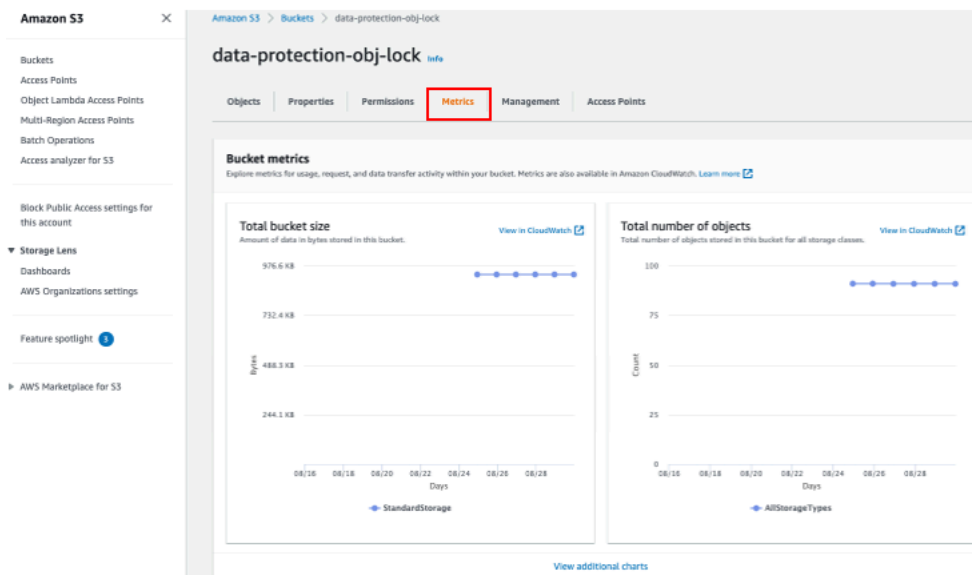 Amazon S3
Buckets
Access Points
Object Lambda Access Points
Multi-Region Access Points
Batch Operations
Access analyzer for S3
Block Public Access settings for
this account
Storage Lens
Dashboards
AWS Organizations settings
Feature spotlight 3
AWS Marketplace for S3
Amazon S3 > Buckets > data-protection-obj-lock
data-protection-obj-lock Info
Objects Properties Permissions Metrics Management Access Points
Bucket metrics
Explore metrics for usage, request, and data transfer activity within your bucket. Metrics are also available in Amazon CloudWatch. Learn more
Total bucket size
View in CloudWatch
Amount of data in bytes stored in this bucket.
976.6 KB
732.4 KB
488.3 KB
244.1 KB
Bytes
08/16 08/18 08/20 08/22 08/24 08/26 08/28
Days
StandardStorage
Total number of objects
View in CloudWatch
Total number of objects stored in this bucket for all storage classes.
100
75
50
25
0
Count
08/16 08/18 08/20 08/22 08/24 08/26 08/28
Days
AllStorageTypes
View additional charts